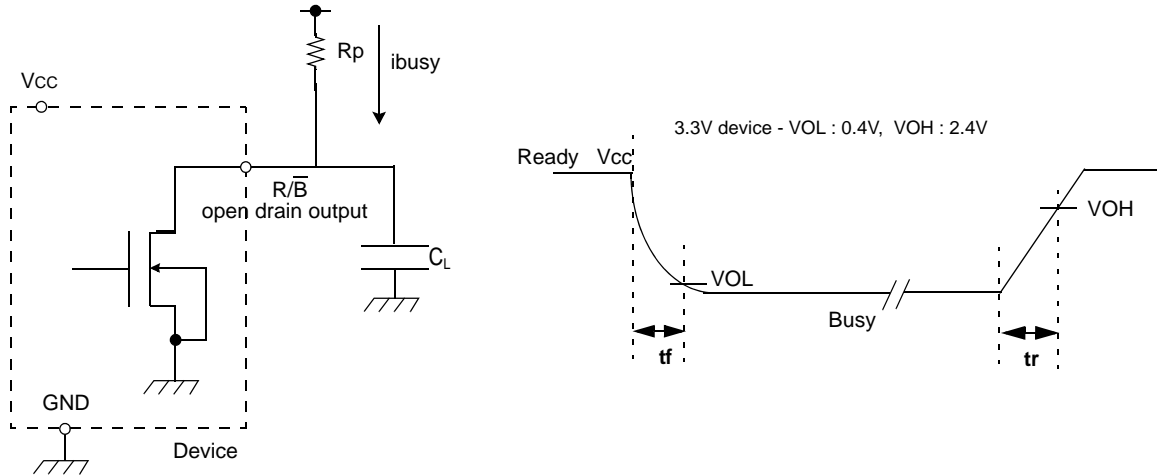 Rp
ibusy
Vcc
R/B̅
open drain output
CL
GND
Device
3.3V device - VOL : 0.4V, VOH : 2.4V
Ready Vcc
VOH
VOL
Busy
tf
tr